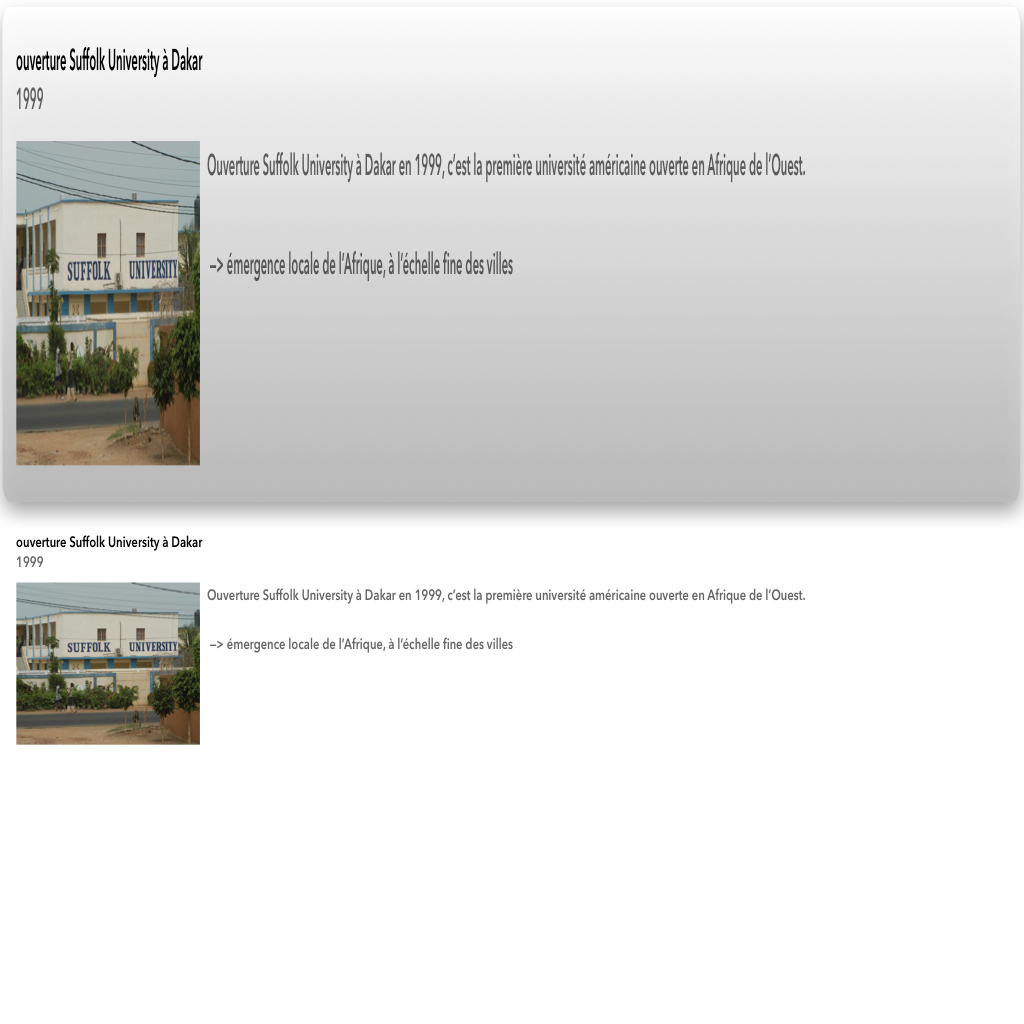 ouverture Suffolk University à Dakar
1999
Ouverture Suffolk University à Dakar en 1999, c’est la première université américaine ouverte en Afrique de l’Ouest.
SUFFOLK UNIVERSITY
–> émergence locale de l’Afrique, à l’échelle fine des villes
ouverture Suffolk University à Dakar
1999
Ouverture Suffolk University à Dakar en 1999, c’est la première université américaine ouverte en Afrique de l’Ouest.
SUFFOLK UNIVERSITY
–> émergence locale de l’Afrique, à l’échelle fine des villes